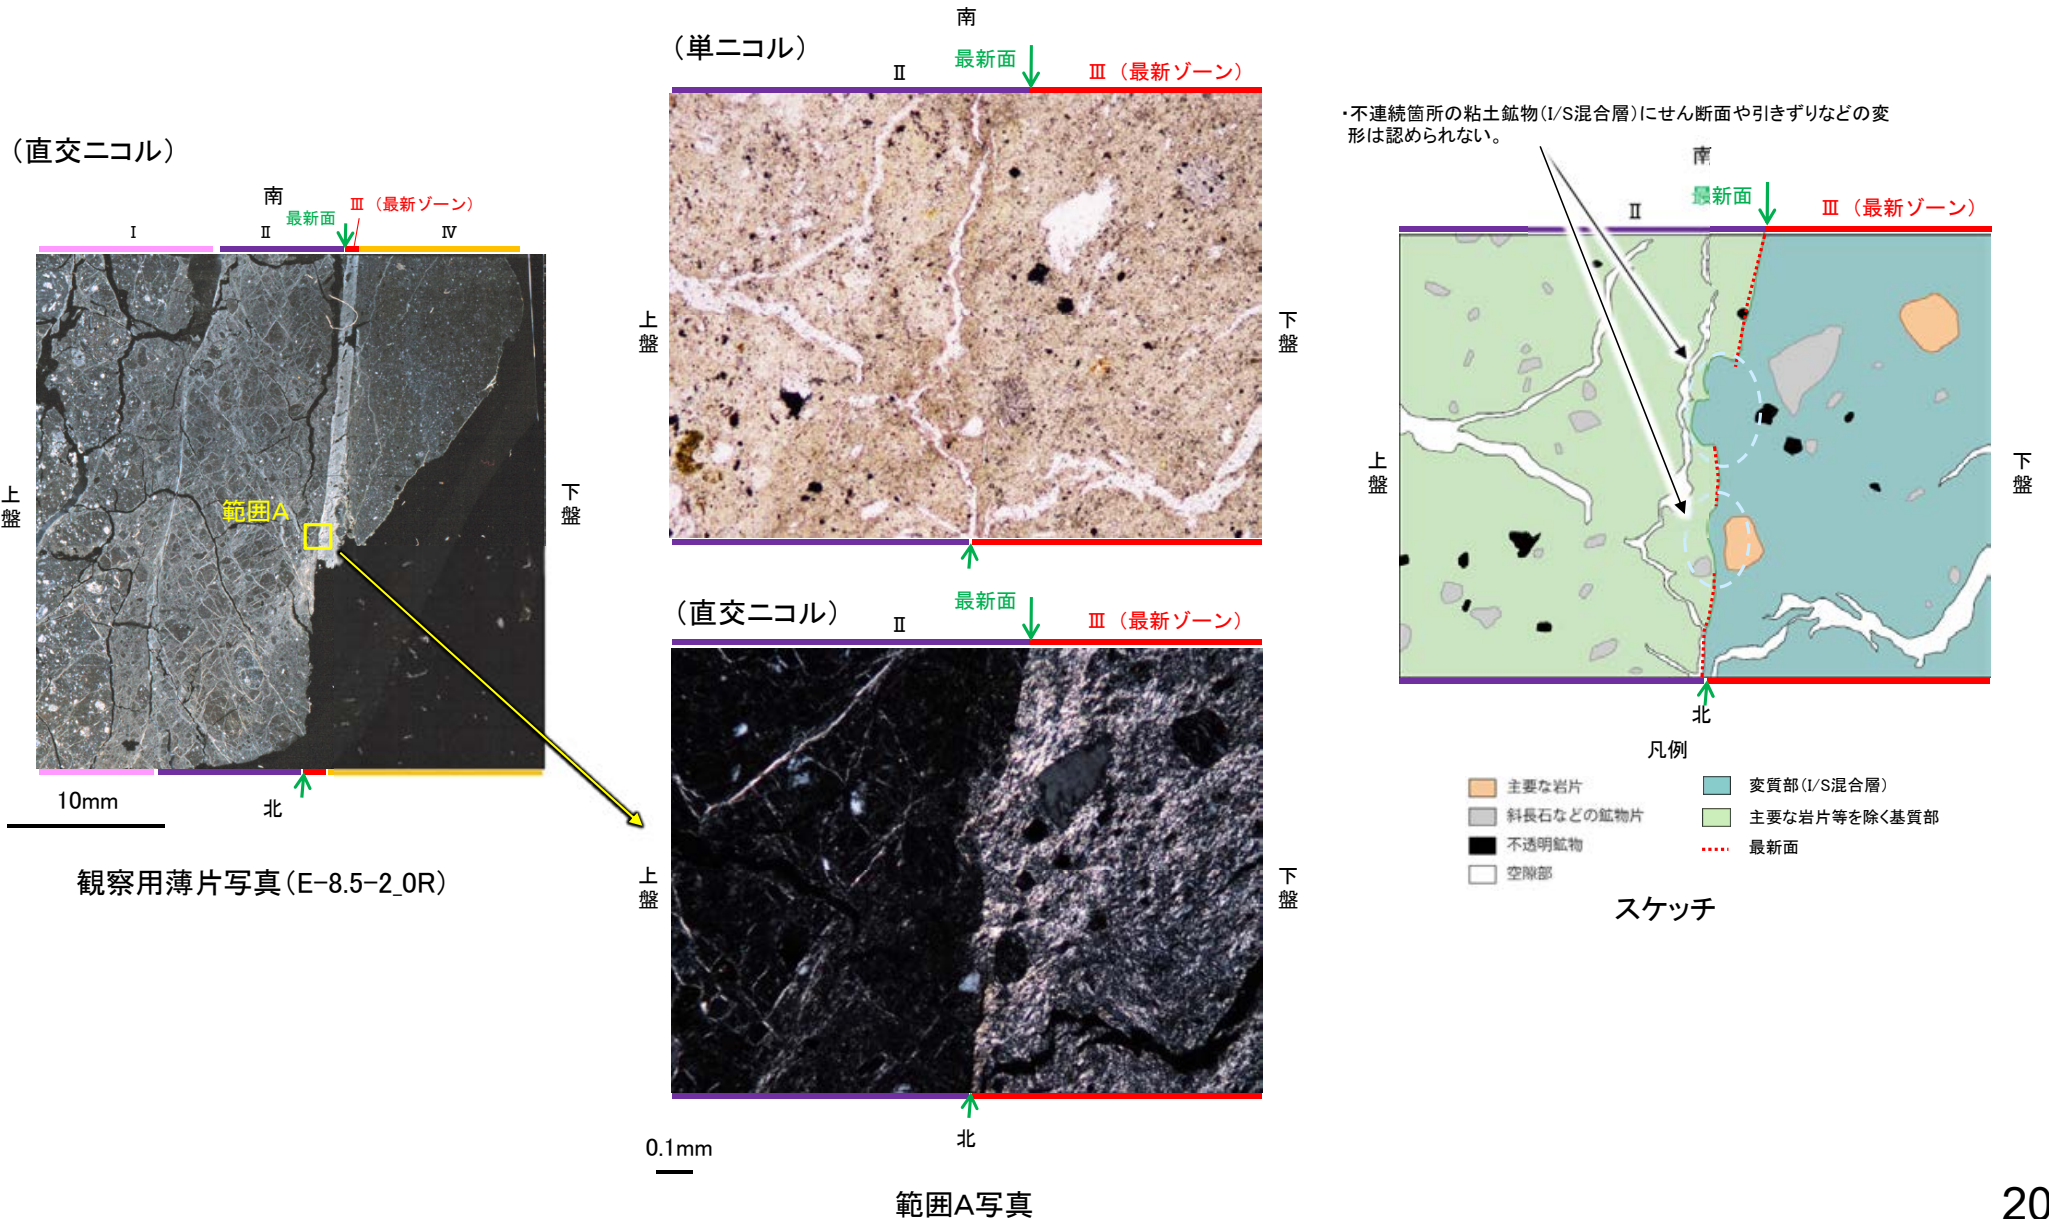 （直交ニコル）
南
最新面
Ⅲ（最新ゾーン）
Ⅰ
Ⅱ
Ⅳ
上盤
範囲A
下盤
10mm
北
観察用薄片写真（E-8.5-2_0R）
南
（単ニコル）
Ⅱ
最新面
Ⅲ（最新ゾーン）
上盤
下盤
（直交ニコル）
Ⅱ
最新面
Ⅲ（最新ゾーン）
上盤
下盤
北
0.1mm
範囲A写真
・不連続箇所の粘土鉱物（I/S混合層）にせん断面や引きずりなどの変
形は認められない。
南
Ⅱ
最新面
Ⅲ（最新ゾーン）
上盤
下盤
北
凡例
主要な岩片
斜長石などの鉱物片
不透明鉱物
空隙部
変質部（I/S混合層）
主要な岩片等を除く基質部
最新面
スケッチ
20